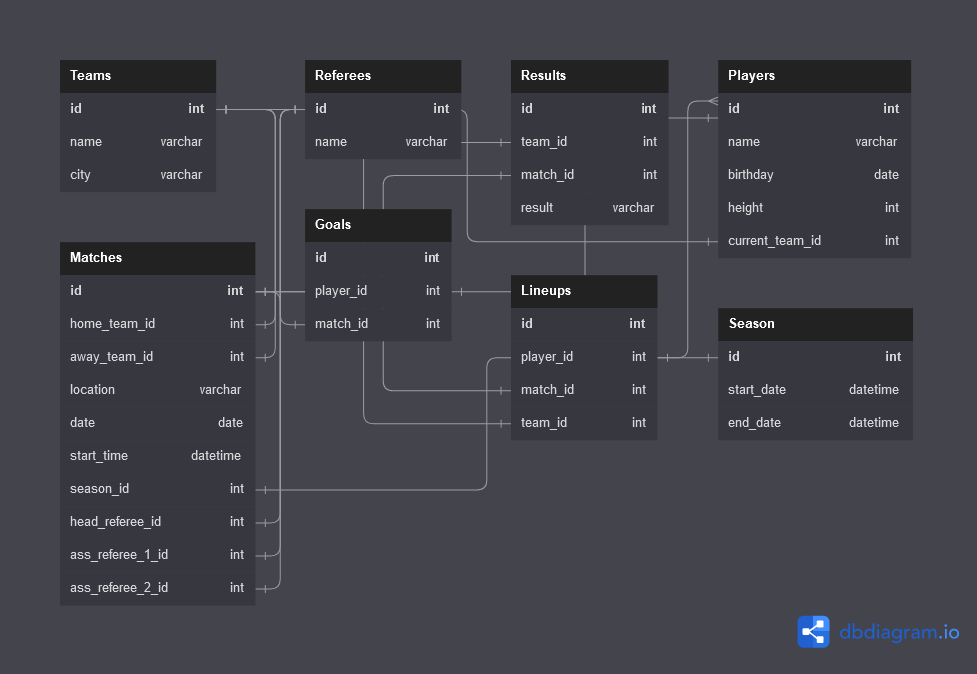 Teams
id int
name varchar
city varchar
Referees
id int
name varchar
Results
id int
team_id int
match_id int
result varchar
Players
id int
name varchar
birthday date
height int
current_team_id int
Goals
id int
player_id int
match_id int
Matches
id int
home_team_id int
away_team_id int
location varchar
date date
start_time datetime
season_id int
head_referee_id int
ass_referee_1_id int
ass_referee_2_id int
Lineups
id int
player_id int
match_id int
team_id int
Season
id int
start_date datetime
end_date datetime
dbdiagram.io